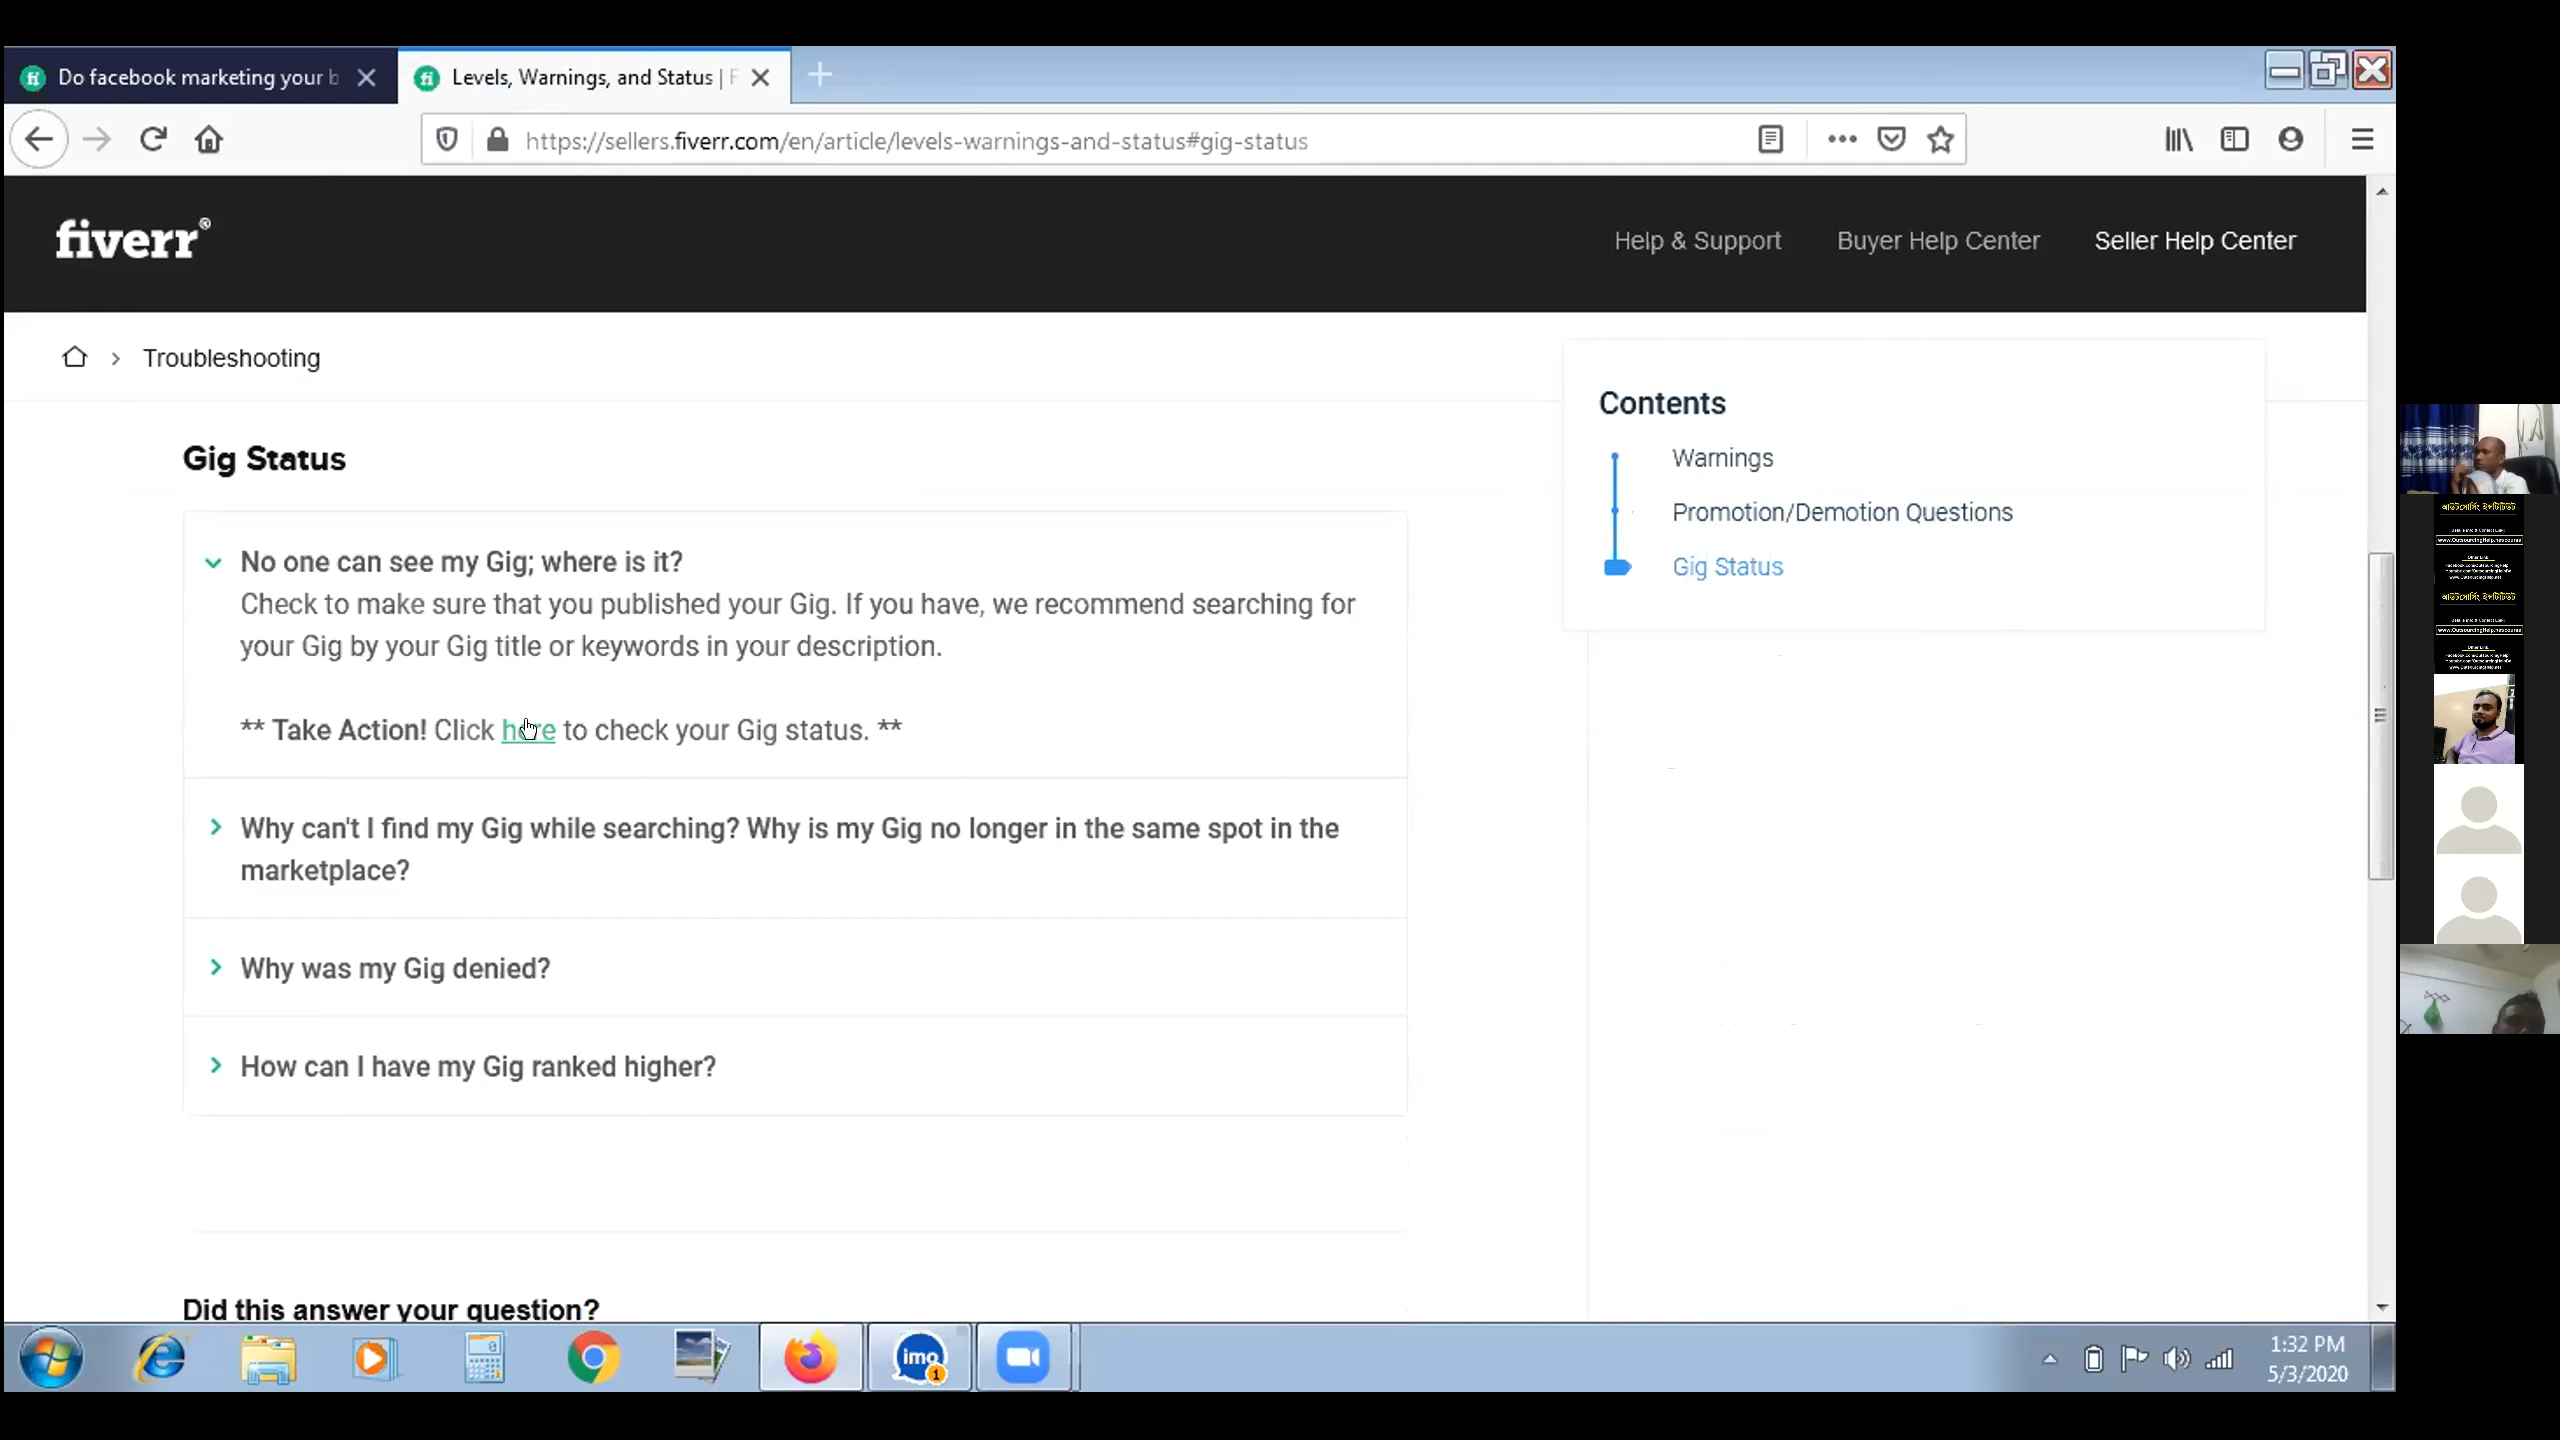 Do facebook marketing your b
Levels, Warnings, and Status | F
https://sellers.fiverr.com/en/article/levels-warnings-and-status#gig-status
fiverr®
Help & Support
Buyer Help Center
Seller Help Center
Troubleshooting
Contents
Warnings
Promotion/Demotion Questions
Gig Status
Gig Status
No one can see my Gig; where is it?
Check to make sure that you published your Gig. If you have, we recommend searching for
your Gig by your Gig title or keywords in your description.
** Take Action! Click here to check your Gig status. **
Why can't I find my Gig while searching? Why is my Gig no longer in the same spot in the
marketplace?
Why was my Gig denied?
How can I have my Gig ranked higher?
Did this answer your question?
imo
1
1:32 PM
5/3/2020